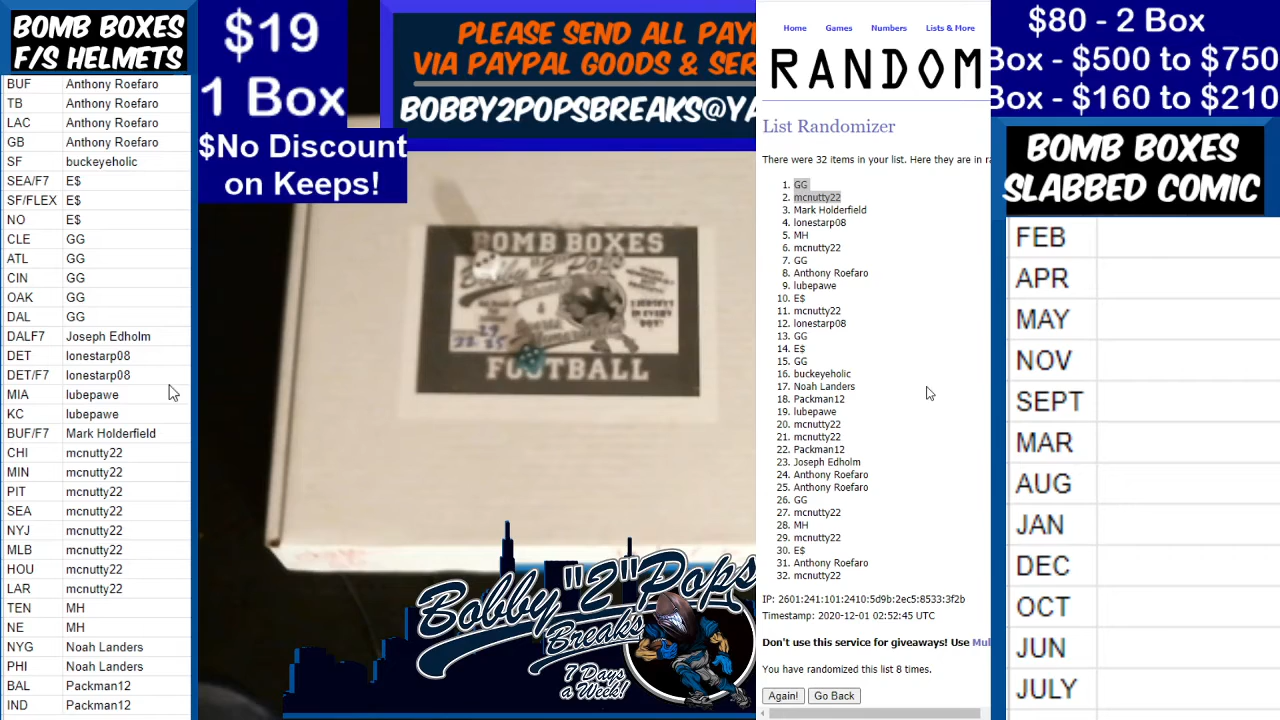 BOMB BOXES
F/S HELMETS
BUF Anthony Roefaro
TB Anthony Roefaro
LAC Anthony Roefaro
GB Anthony Roefaro
SF buckeyeholic
SEA/F7 E$
SF/FLEX E$
NO E$
CLE GG
ATL GG
CIN GG
OAK GG
DAL GG
DALF7 Joseph Edholm
DET lonestarp08
DET/F7 lonestarp08
MIA lubepawe
KC lubepawe
BUF/F7 Mark Holderfield
CHI mcnutty22
MIN mcnutty22
PIT mcnutty22
SEA mcnutty22
NYJ mcnutty22
MLB mcnutty22
HOU mcnutty22
LAR mcnutty22
TEN MH
NE MH
NYG Noah Landers
PHI Noah Landers
BAL Packman12
IND Packman12
$19
1 Box
$No Discount
on Keeps!
PLEASE SEND ALL PAY
VIA PAYPAL GOODS & SER
BOBBY2POPSBREAKS@YA
BOMB BOXES
Bobby "2" Pops
FOOTBALL
Bobby "2" Pops
Breaks
7 Days
a Week!
Home Games Numbers Lists & More
RANDOM
List Randomizer
There were 32 items in your list. Here they are in ra
1. GG
2. mcnutty22
3. Mark Holderfield
4. lonestarp08
5. MH
6. mcnutty22
7. GG
8. Anthony Roefaro
9. lubepawe
10. E$
11. mcnutty22
12. lonestarp08
13. GG
14. E$
15. GG
16. buckeyeholic
17. Noah Landers
18. Packman12
19. lubepawe
20. mcnutty22
21. mcnutty22
22. Packman12
23. Joseph Edholm
24. Anthony Roefaro
25. Anthony Roefaro
26. GG
27. mcnutty22
28. MH
29. mcnutty22
30. E$
31. Anthony Roefaro
32. mcnutty22
IP: 2601:241:101:2410:5d9b:2ec5:8533:3f2b
Timestamp: 2020-12-01 02:52:45 UTC
Don't use this service for giveaways! Use Mul
You have randomized this list 8 times.
Again! Go Back
$80 - 2 Box
Box - $500 to $750
Box - $160 to $210
BOMB BOXES
SLABBED COMIC
FEB
APR
MAY
NOV
SEPT
MAR
AUG
JAN
DEC
OCT
JUN
JULY